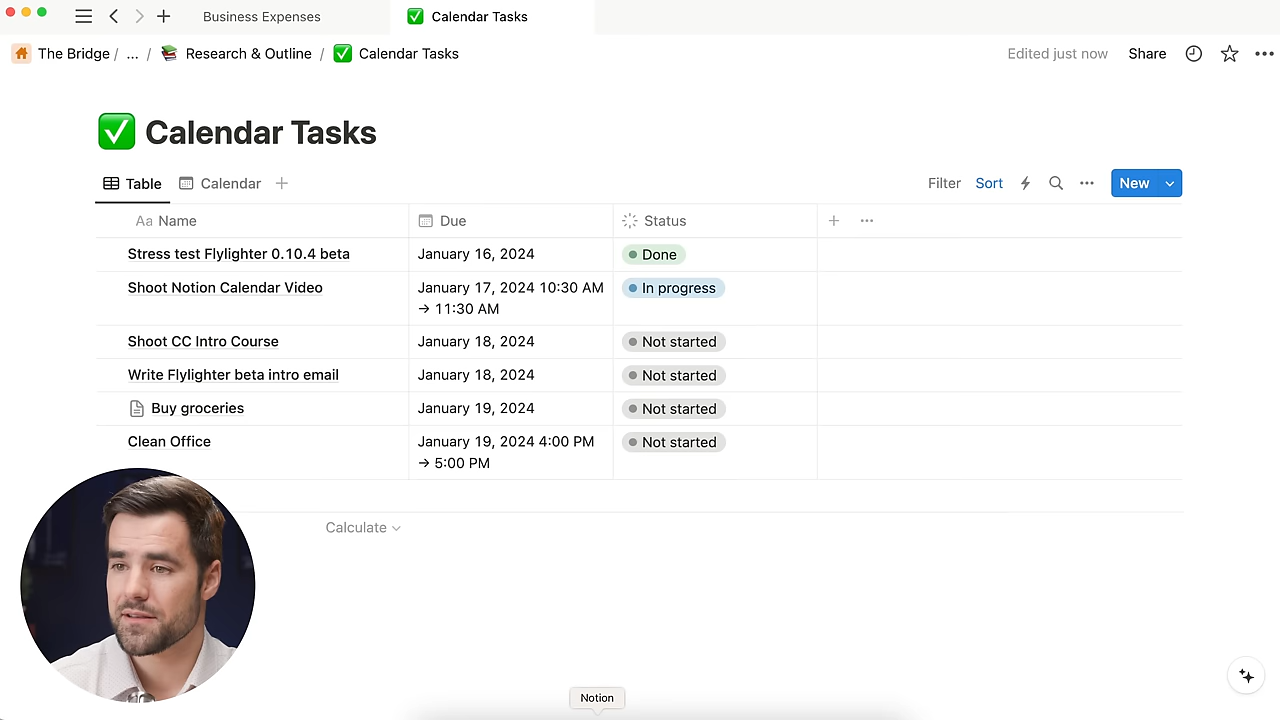 Business Expenses
Calendar Tasks
The Bridge / ... / Research & Outline / Calendar Tasks
Edited just now
Share
Calendar Tasks
Table
Calendar
Filter
Sort
New
Aa Name
Due
Status
Stress test Flylighter 0.10.4 beta
January 16, 2024
Done
Shoot Notion Calendar Video
January 17, 2024 10:30 AM
→ 11:30 AM
In progress
Shoot CC Intro Course
January 18, 2024
Not started
Write Flylighter beta intro email
January 18, 2024
Not started
Buy groceries
January 19, 2024
Not started
Clean Office
January 19, 2024 4:00 PM
→ 5:00 PM
Not started
Calculate
Notion